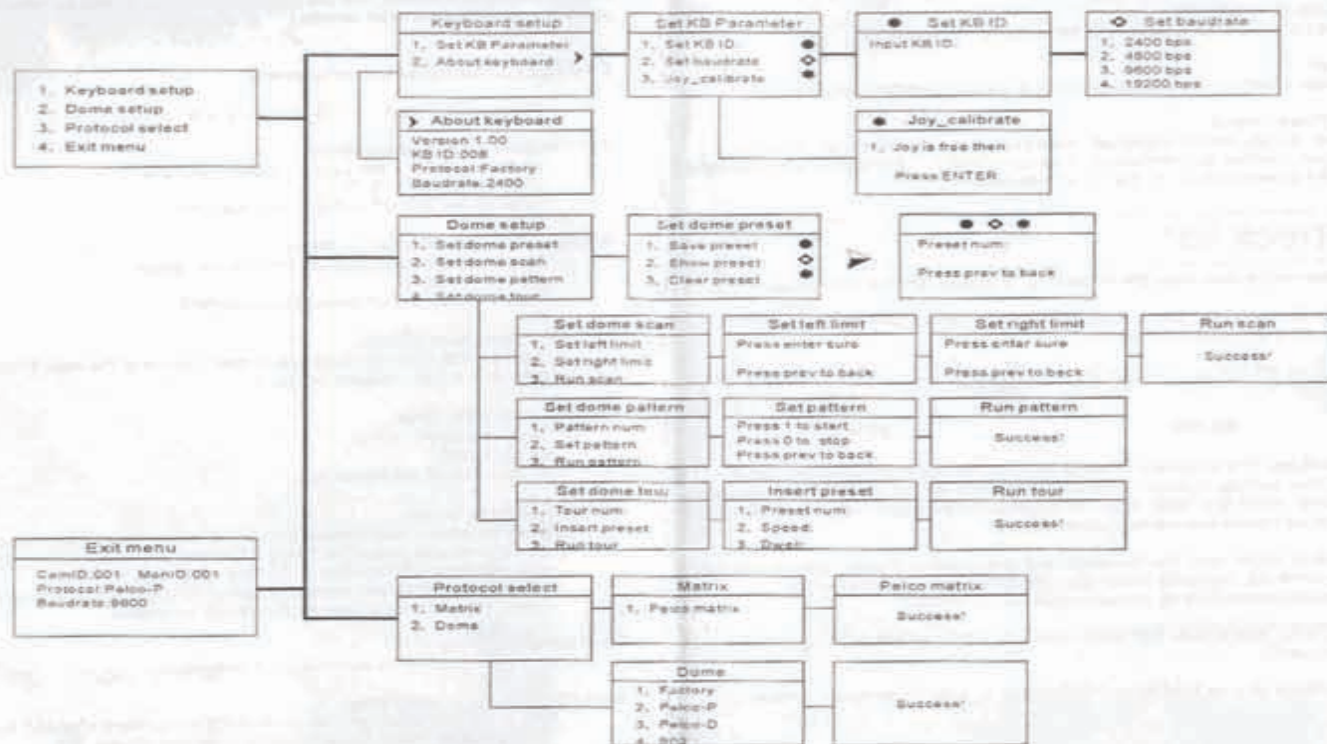 1. Keyboard setup
2. Dome setup
3. Protocol select
4. Exit menu
Keyboard setup
1. Set KB Parameter
2. About keyboard
Set KB Parameter
1. Set KB ID:
2. Set baudrate
3. Joy_calibrate
Set KB ID
Input KB ID:
Set baudrate
1. 2400 bps
2. 4800 bps
3. 9600 bps
4. 19200 bps
About keyboard
Version 1.00
KB ID:008
Protocol:Factory
Baudrate:2400
Joy_calibrate
1. Joy is free then
Press ENTER
Dome setup
1. Set dome preset
2. Set dome scan
3. Set dome pattern
4. Set dome tour
Set dome preset
1. Save preset
2. Show preset
3. Clear preset
Preset num:
Press prev to back
Set dome scan
1. Set left limit
2. Set right limit
3. Run scan
Set left limit
Press enter sure
Press prev to back
Set right limit
Press enter sure
Press prev to back
Run scan
Success!
Set dome pattern
1. Pattern num
2. Set pattern
3. Run pattern
Set pattern
Press 1 to start
Press 0 to stop
Press prev to back
Run pattern
Success!
Set dome tour
1. Tour num:
2. Insert preset
3. Run tour
Insert preset
1. Preset num:
2. Speed:
3. Dwell:
Run tour
Success!
Exit menu
CamID:001 MonID:001
Protocol:Pelco-P
Baudrate:9600
Protocol select
1. Matrix
2. Dome
Matrix
1. Pelco matrix
Pelco matrix
Success!
Dome
1. Factory
2. Pelco-P
3. Pelco-D
4.
Success!